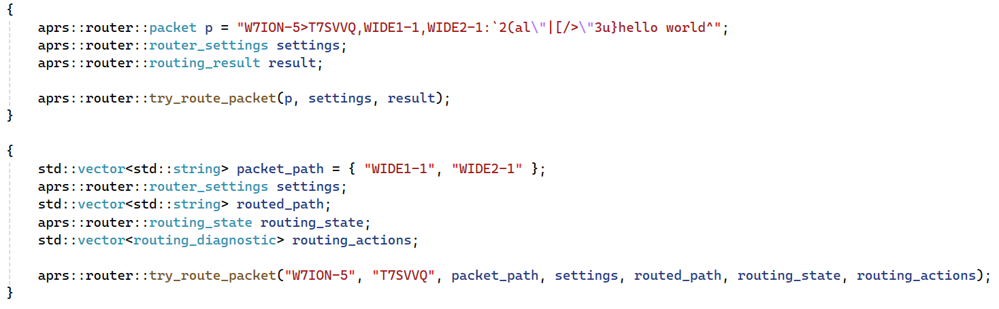 {
    aprs::router::packet p = "W7ION-5>T7SVVQ,WIDE1-1,WIDE2-1:`2(al\"|[/>\"3u}hello world^";
    aprs::router::router_settings settings;
    aprs::router::routing_result result;

    aprs::router::try_route_packet(p, settings, result);
}

{
    std::vector<std::string> packet_path = { "WIDE1-1", "WIDE2-1" };
    aprs::router::router_settings settings;
    std::vector<std::string> routed_path;
    aprs::router::routing_state routing_state;
    std::vector<routing_diagnostic> routing_actions;

    aprs::router::try_route_packet("W7ION-5", "T7SVVQ", packet_path, settings, routed_path, routing_state, routing_actions);
}